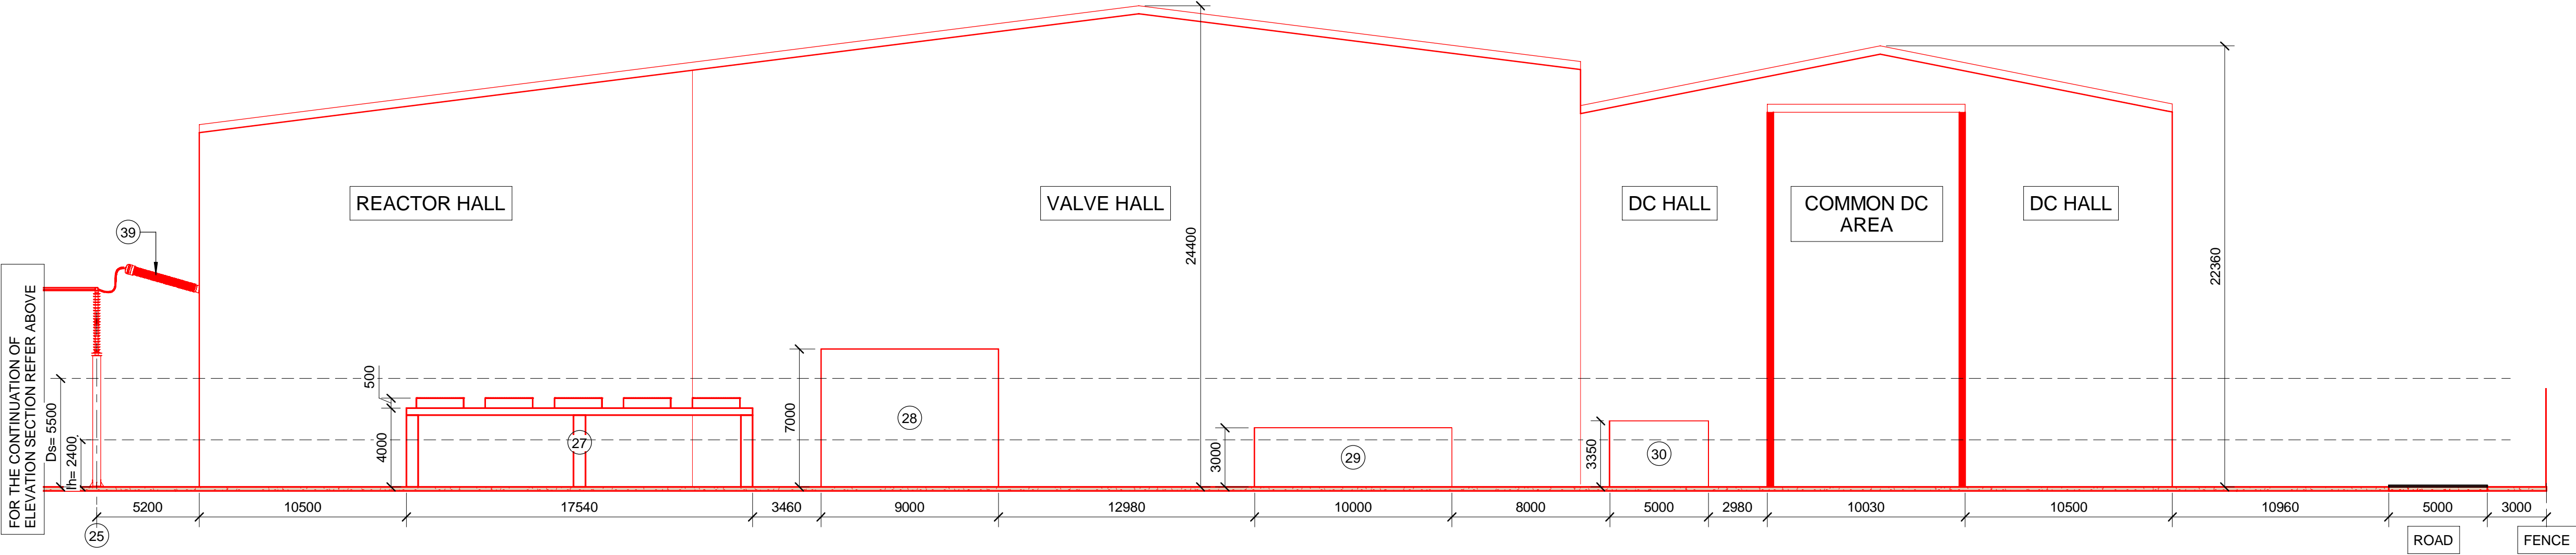 24400
22360
REACTOR HALL
VALVE HALL
DC HALL
COMMON DC
AREA
DC HALL
39
FOR THE CONTINUATION OF
ELEVATION SECTION REFER ABOVE
Ds= 5500
lh= 2400
500
4000
27
7000
28
3000
29
3350
30
5200
10500
17540
3460
9000
12980
10000
8000
5000
2980
10030
10500
10960
5000
3000
25
ROAD
FENCE